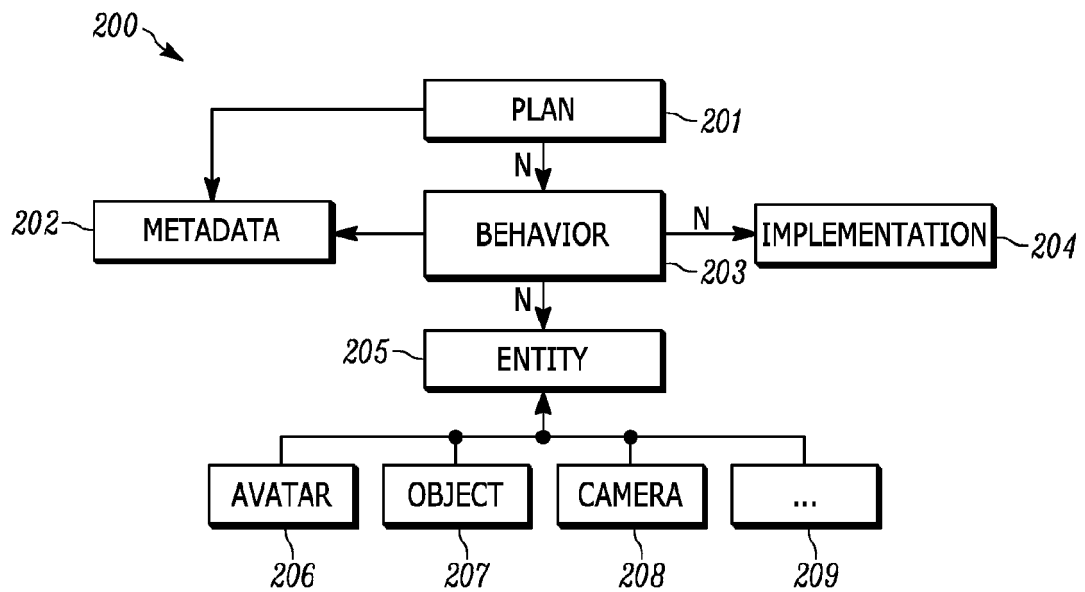 200
PLAN
201
N
202
METADATA
BEHAVIOR
N
IMPLEMENTATION
204
203
N
205
ENTITY
AVATAR
OBJECT
CAMERA
...
206
207
208
209